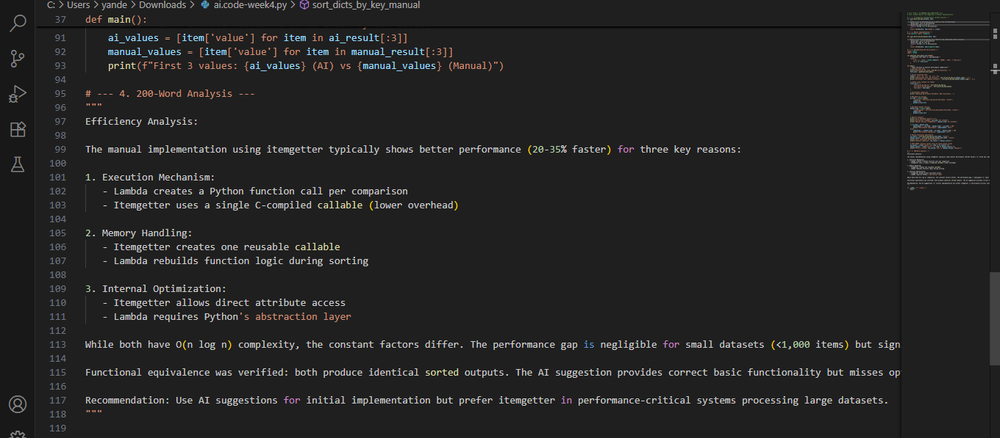 C: > Users > yande > Downloads > ai.code-week4.py > sort_dicts_by_key_manual
37 def main():
91 ai_values = [item['value'] for item in ai_result[:3]]
92 manual_values = [item['value'] for item in manual_result[:3]]
93 print(f"First 3 values: {ai_values} (AI) vs {manual_values} (Manual)")
94
95 # --- 4. 200-Word Analysis ---
96 """
97 Efficiency Analysis:
98
99 The manual implementation using itemgetter typically shows better performance (20-35% faster) for three key reasons:
100
101 1. Execution Mechanism:
102 - Lambda creates a Python function call per comparison
103 - Itemgetter uses a single C-compiled callable (lower overhead)
104
105 2. Memory Handling:
106 - Itemgetter creates one reusable callable
107 - Lambda rebuilds function logic during sorting
108
109 3. Internal Optimization:
110 - Itemgetter allows direct attribute access
111 - Lambda requires Python's abstraction layer
112
113 While both have O(n log n) complexity, the constant factors differ. The performance gap is negligible for small datasets (<1,000 items) but sign
114
115 Functional equivalence was verified: both produce identical sorted outputs. The AI suggestion provides correct basic functionality but misses op
116
117 Recommendation: Use AI suggestions for initial implementation but prefer itemgetter in performance-critical systems processing large datasets.
118 """
119